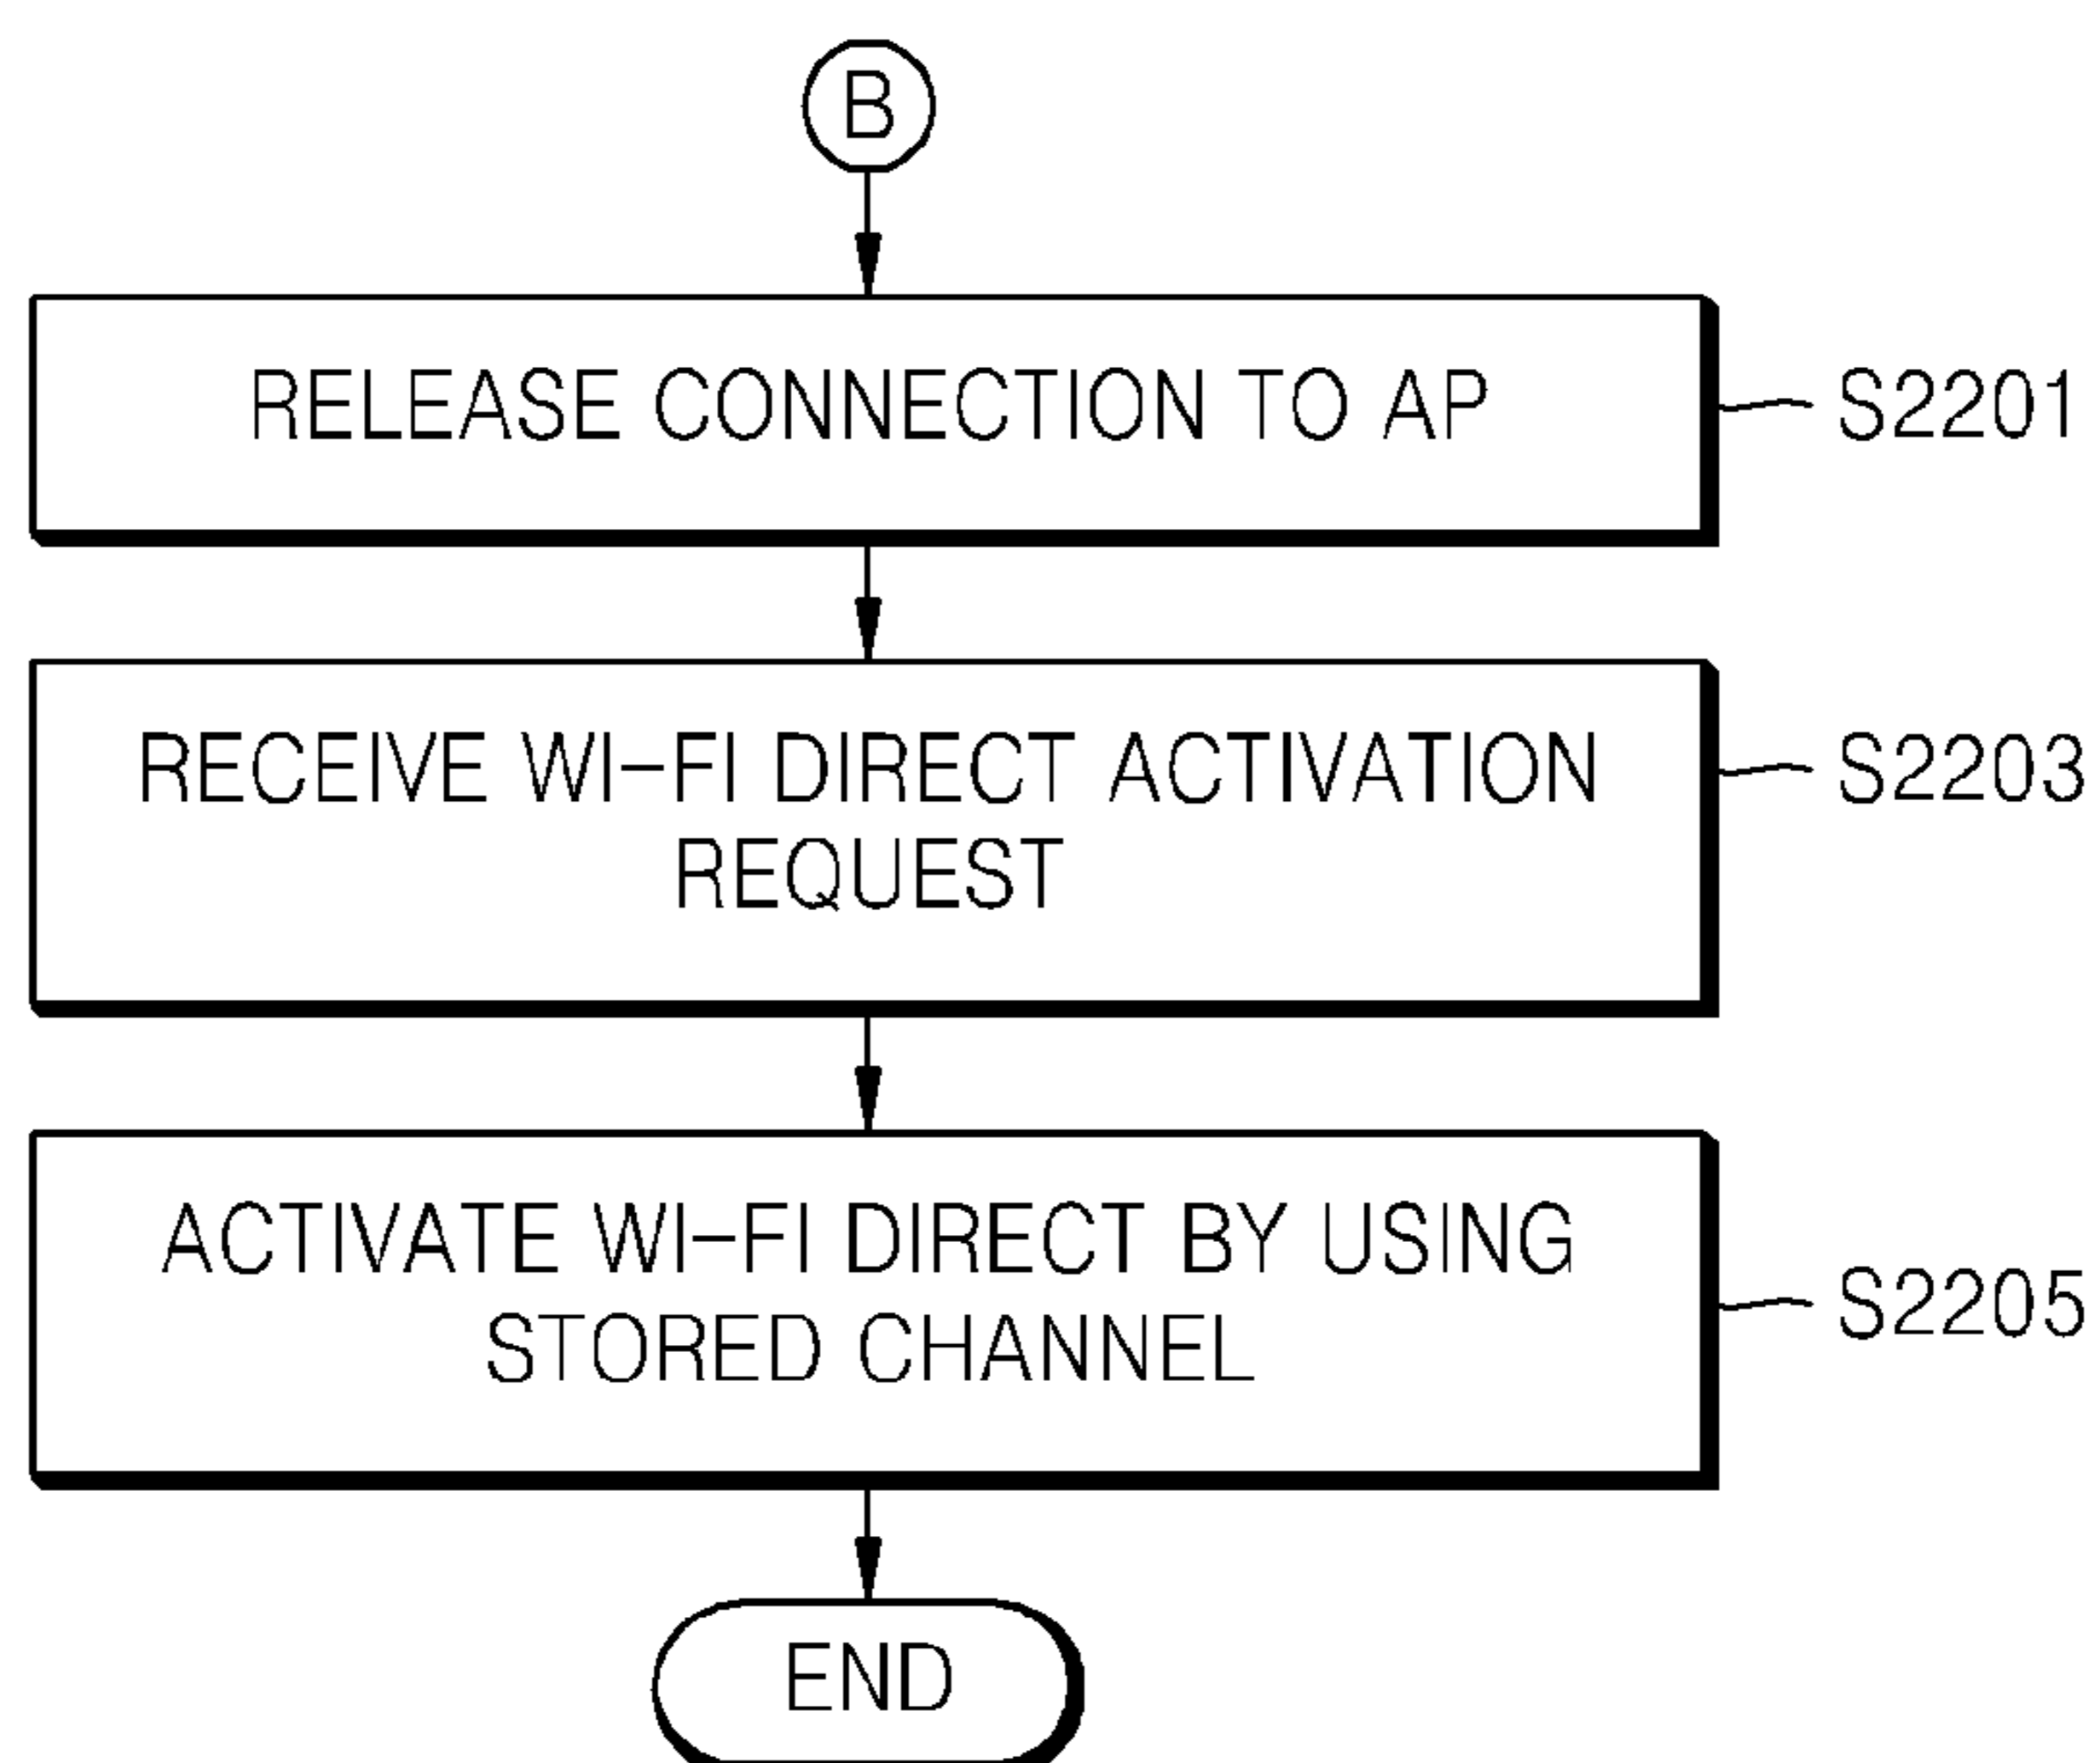 B
RELEASE CONNECTION TO AP
S2201
RECEIVE WI-FI DIRECT ACTIVATION
REQUEST
S2203
ACTIVATE WI-FI DIRECT BY USING
STORED CHANNEL
S2205
END